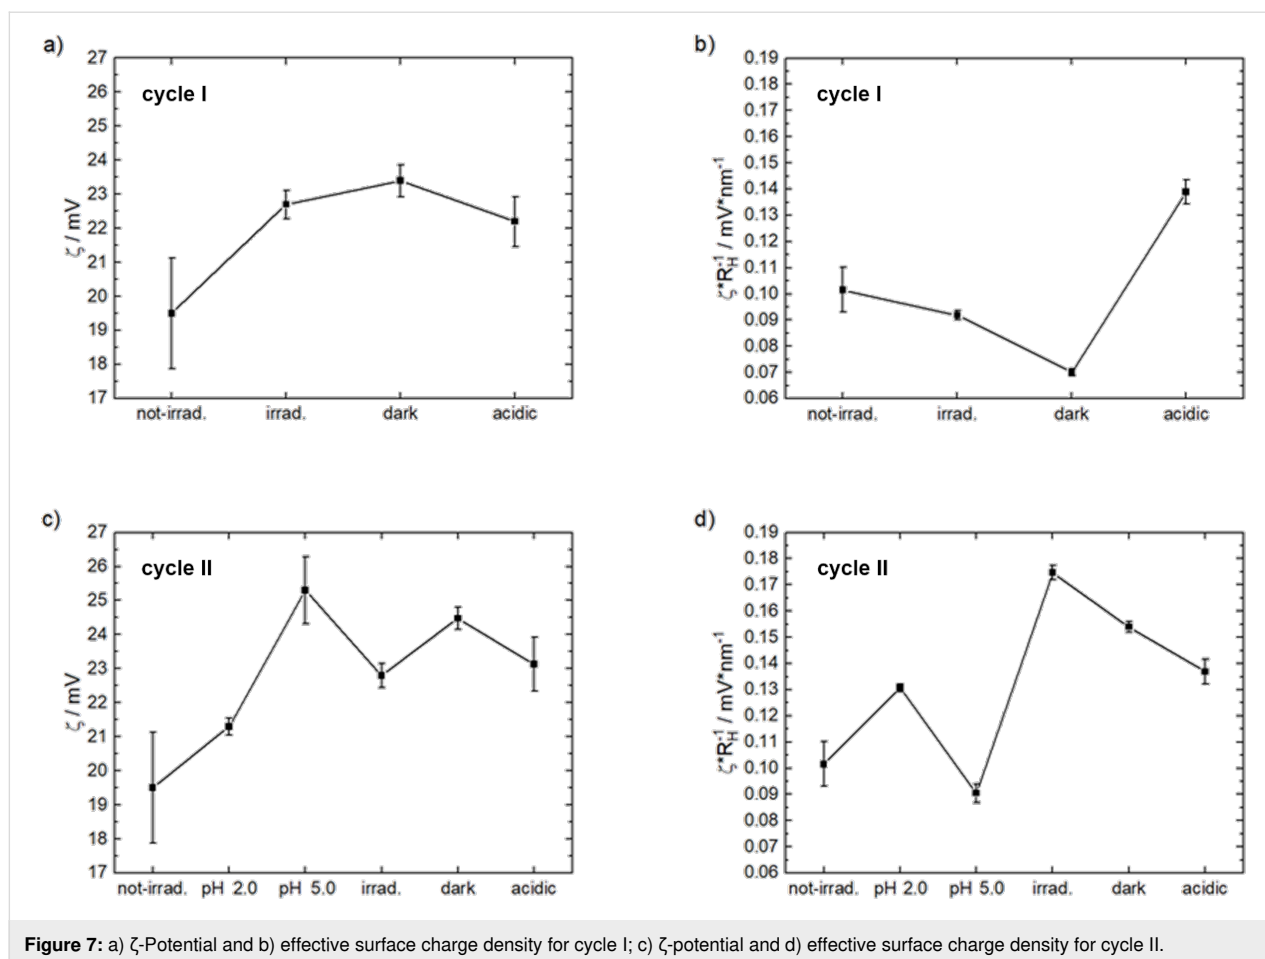 a)
27
26
25
24
23
22
21
20
19
18
17
ζ / mV
cycle I
not-irrad. irrad. dark acidic
b)
0.19
0.18
0.17
0.16
0.15
0.14
0.13
0.12
0.11
0.10
0.09
0.08
0.07
0.06
ζ*R_H^-1 / mV*nm^-1
cycle I
not-irrad. irrad. dark acidic
c)
27
26
25
24
23
22
21
20
19
18
17
ζ / mV
cycle II
not-irrad. pH 2.0 pH 5.0 irrad. dark acidic
d)
0.19
0.18
0.17
0.16
0.15
0.14
0.13
0.12
0.11
0.10
0.09
0.08
0.07
0.06
ζ*R_H^-1 / mV*nm^-1
cycle II
not-irrad. pH 2.0 pH 5.0 irrad. dark acidic
Figure 7: a) ζ-Potential and b) effective surface charge density for cycle I; c) ζ-potential and d) effective surface charge density for cycle II.